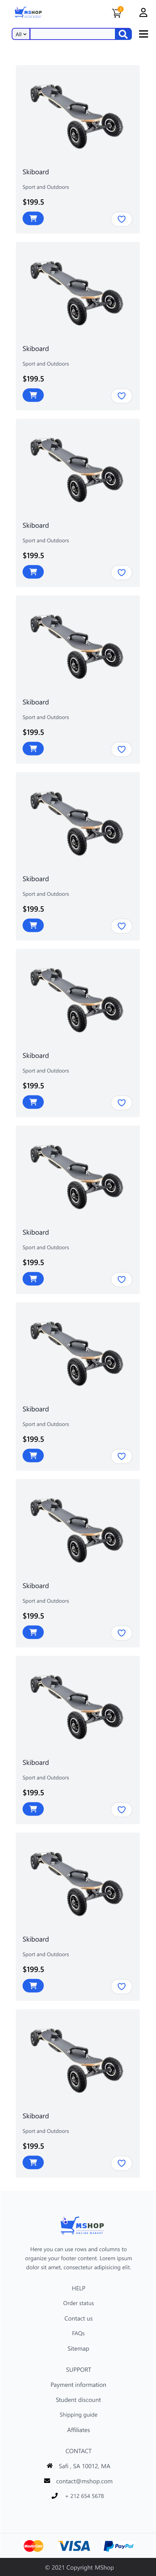 MSHOP
ONLINE MARKET
All
Skiboard
Sport and Outdoors
$199.5
Skiboard
Sport and Outdoors
$199.5
Skiboard
Sport and Outdoors
$199.5
Skiboard
Sport and Outdoors
$199.5
Skiboard
Sport and Outdoors
$199.5
Skiboard
Sport and Outdoors
$199.5
Skiboard
Sport and Outdoors
$199.5
Skiboard
Sport and Outdoors
$199.5
Skiboard
Sport and Outdoors
$199.5
Skiboard
Sport and Outdoors
$199.5
Skiboard
Sport and Outdoors
$199.5
Skiboard
Sport and Outdoors
$199.5
MSHOP
ONLINE MARKET
Here you can use rows and columns to
organize your footer content. Lorem ipsum
dolor sit amet, consectetur adipisicing elit.
HELP
Order status
Contact us
FAQs
Sitemap
SUPPORT
Payment information
Student discount
Shipping guide
Affiliates
CONTACT
Safi , SA 10012, MA
contact@mshop.com
+ 212 654 5678
mastercard
VISA
PayPal
© 2021 Copyright MShop